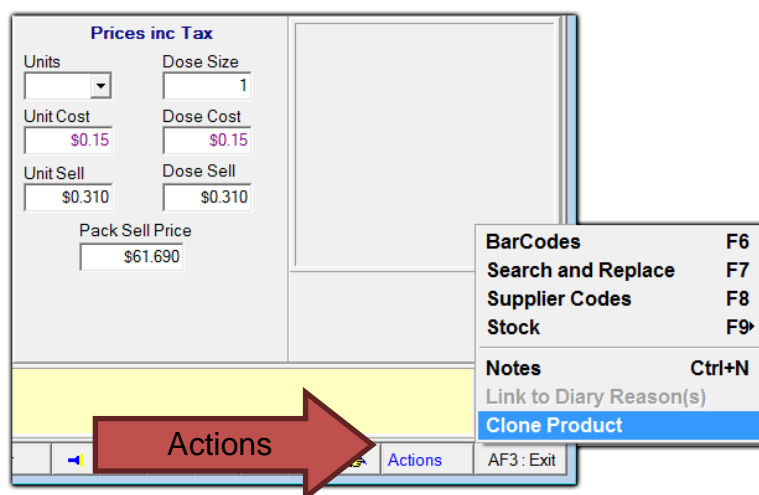 Prices inc Tax
Units Dose Size
1
Unit Cost Dose Cost
$0.15 $0.15
Unit Sell Dose Sell
$0.310 $0.310
Pack Sell Price
$61.690
BarCodes F6
Search and Replace F7
Supplier Codes F8
Stock F9
Notes Ctrl+N
Link to Diary Reason(s)
Clone Product
Actions
Actions AF3 : Exit